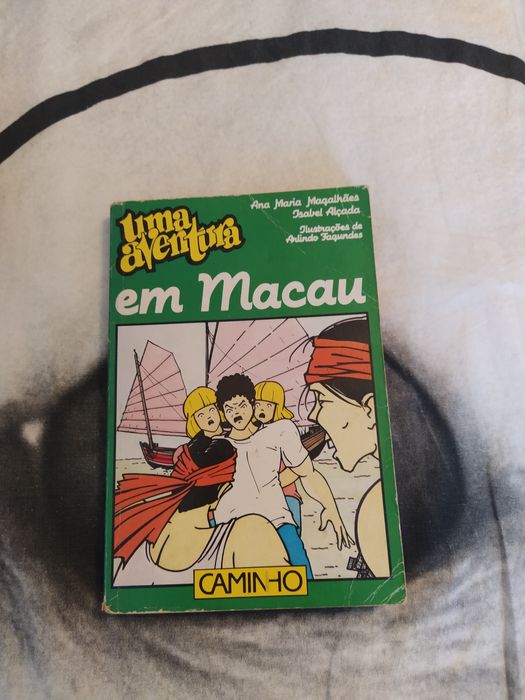 uma
aventura
Ana Maria Magalhães
Isabel Alçada
Ilustrações de
Arlindo Fagundes
em Macau
CAMINHO